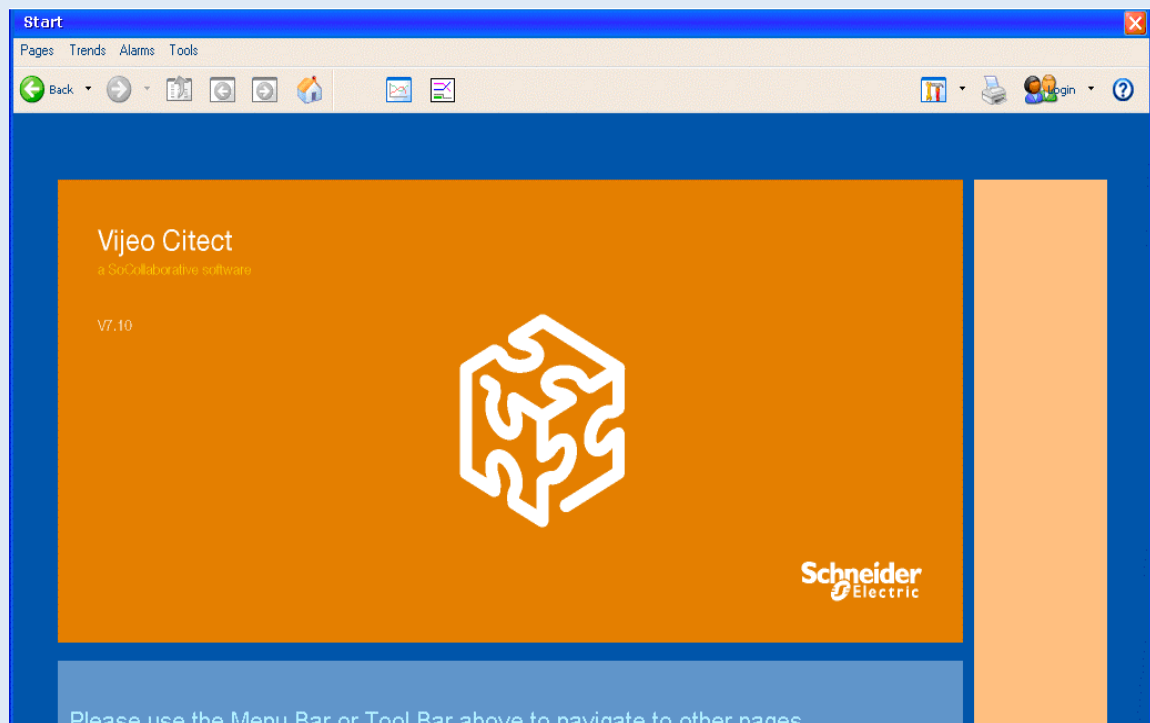 Start
Pages Trends Alarms Tools
Back Login
Vijeo Citect
a SoCollaborative software
V7.10
Schneider
Electric
Please use the Menu Bar or Tool Bar above to navigate to other pages